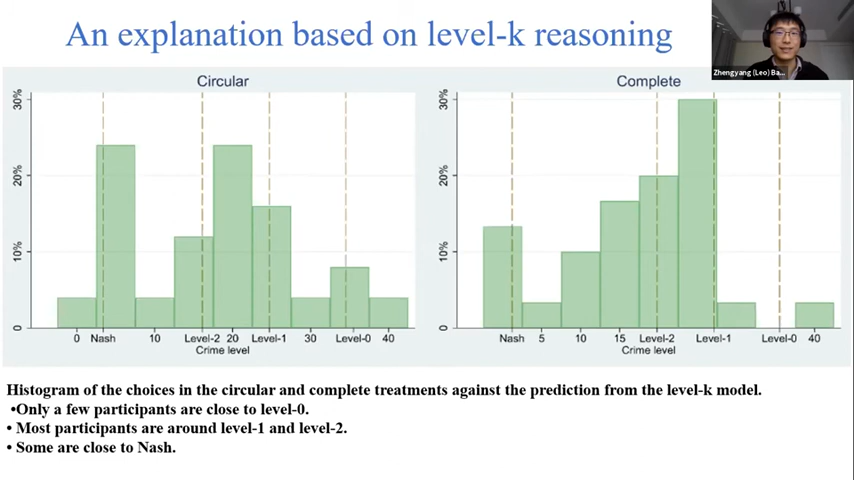 An explanation based on level-k reasoning
Zhengyang (Leo) Ba...
Circular
30%
20%
10%
0
0 Nash 10 Level-2 20 Level-1 30 Level-0 40
Crime level
Complete
30%
20%
10%
0
Nash 5 10 15 Level-2 Level-1 Level-0 40
Crime level
Histogram of the choices in the circular and complete treatments against the prediction from the level-k model.
•Only a few participants are close to level-0.
• Most participants are around level-1 and level-2.
• Some are close to Nash.